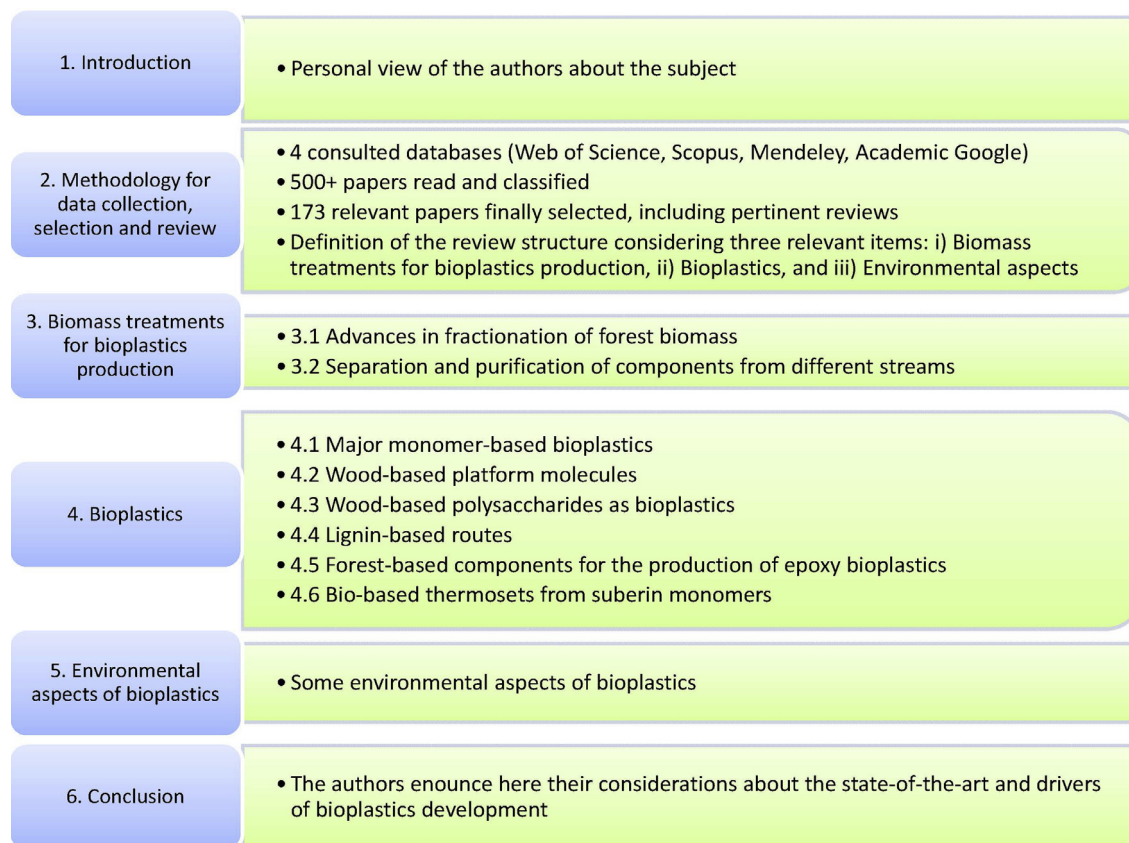 1. Introduction
• Personal view of the authors about the subject
2. Methodology for
data collection,
selection and review
• 4 consulted databases (Web of Science, Scopus, Mendeley, Academic Google)
• 500+ papers read and classified
• 173 relevant papers finally selected, including pertinent reviews
• Definition of the review structure considering three relevant items: i) Biomass
treatments for bioplastics production, ii) Bioplastics, and iii) Environmental aspects
3. Biomass treatments
for bioplastics
production
• 3.1 Advances in fractionation of forest biomass
• 3.2 Separation and purification of components from different streams
4. Bioplastics
• 4.1 Major monomer-based bioplastics
• 4.2 Wood-based platform molecules
• 4.3 Wood-based polysaccharides as bioplastics
• 4.4 Lignin-based routes
• 4.5 Forest-based components for the production of epoxy bioplastics
• 4.6 Bio-based thermosets from suberin monomers
5. Environmental
aspects of bioplastics
• Some environmental aspects of bioplastics
6. Conclusion
• The authors enounce here their considerations about the state-of-the-art and drivers
of bioplastics development